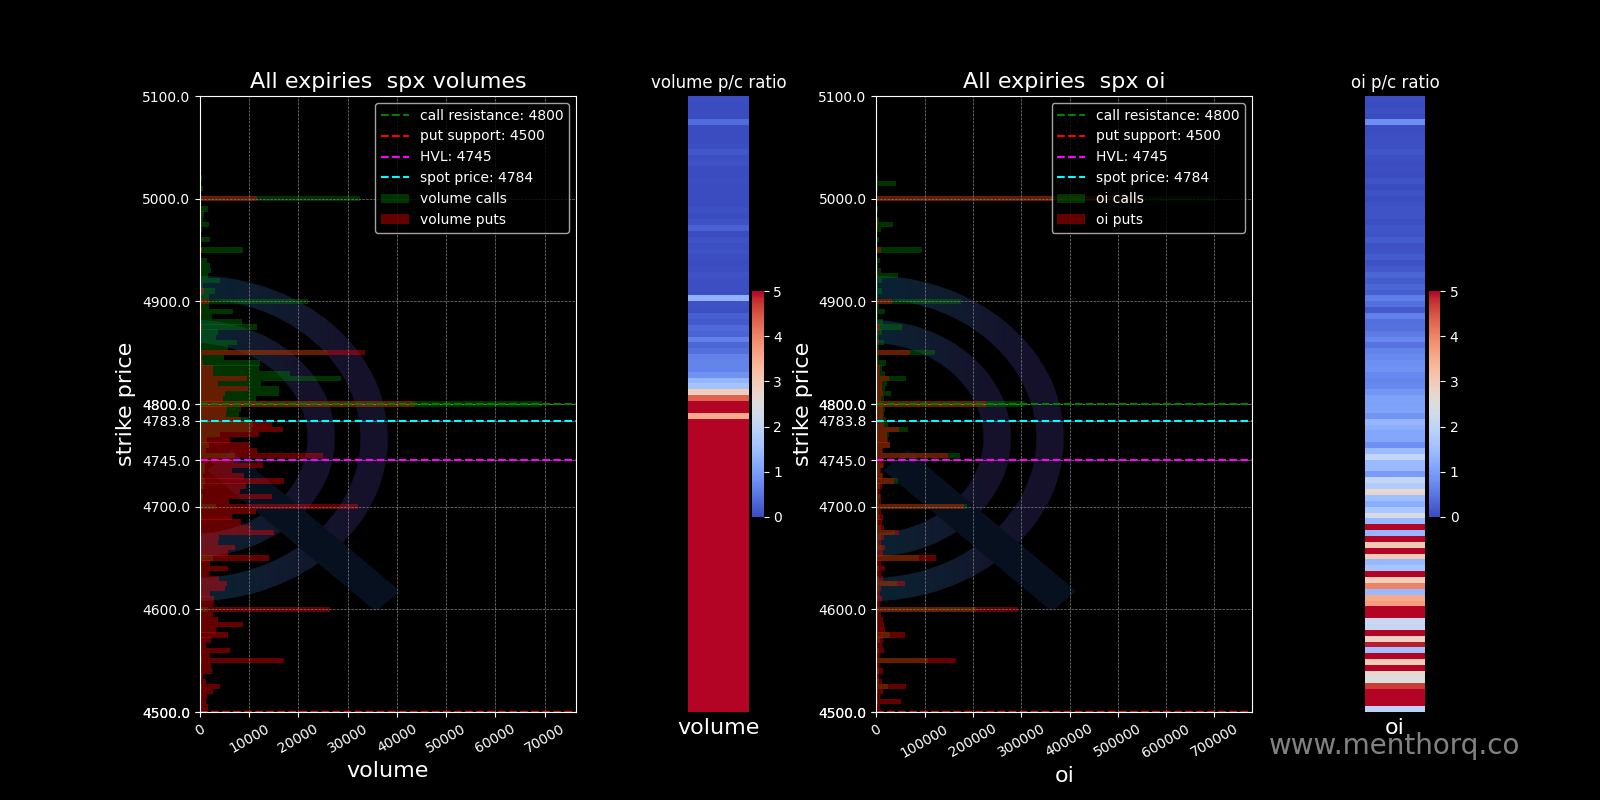 All expiries  spx volumes
volume p/c ratio
All expiries  spx oi
oi p/c ratio
5100.0
5000.0
4900.0
4800.0
4783.8
4745.0
4700.0
4600.0
4500.0
strike price
call resistance: 4800
put support: 4500
HVL: 4745
spot price: 4784
volume calls
volume puts
0
10000
20000
30000
40000
50000
60000
70000
volume
5
4
3
2
1
0
volume
5100.0
5000.0
4900.0
4800.0
4783.8
4745.0
4700.0
4600.0
4500.0
strike price
call resistance: 4800
put support: 4500
HVL: 4745
spot price: 4784
oi calls
oi puts
0
100000
200000
300000
400000
500000
600000
700000
oi
5
4
3
2
1
0
oi
www.menthorq.co